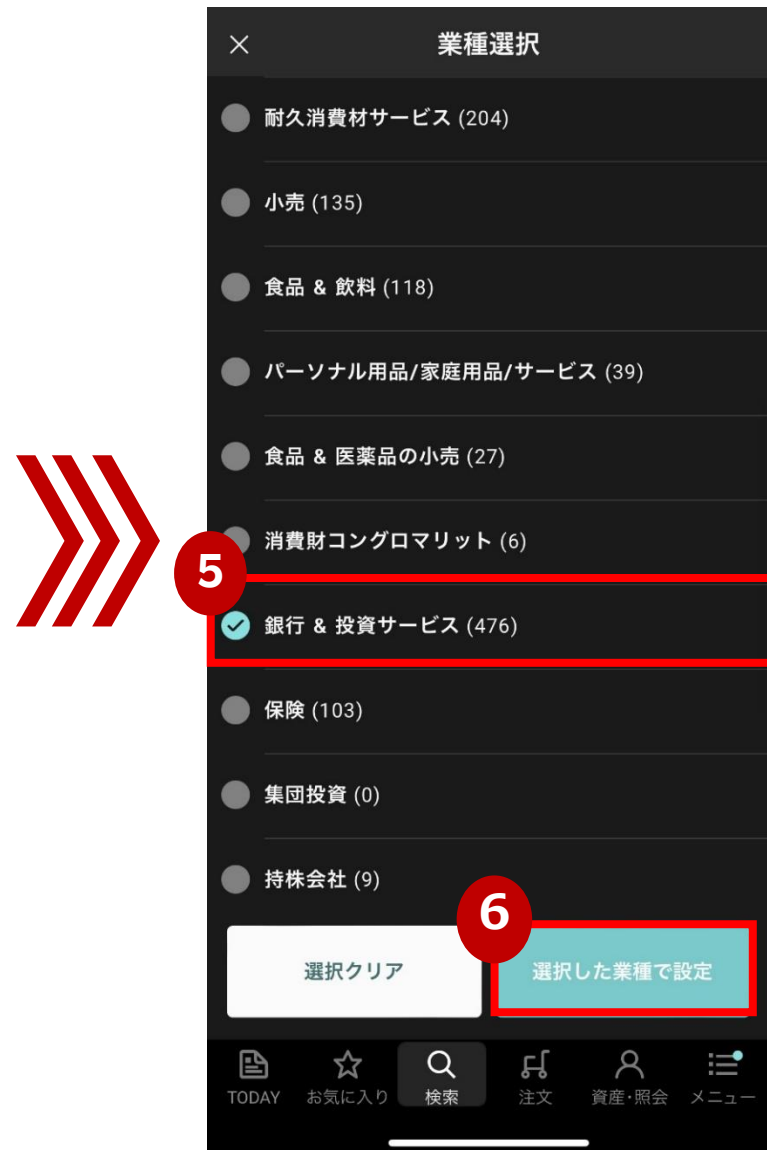 業種選択
耐久消費材サービス (204)
小売 (135)
食品 & 飲料 (118)
パーソナル用品/家庭用品/サービス (39)
食品 & 医薬品の小売 (27)
消費財コングロマリット (6)
5
銀行 & 投資サービス (476)
保険 (103)
集団投資 (0)
持株会社 (9)
6
選択クリア 選択した業種で設定
TODAY お気に入り 検索 注文 資産·照会 メニュー